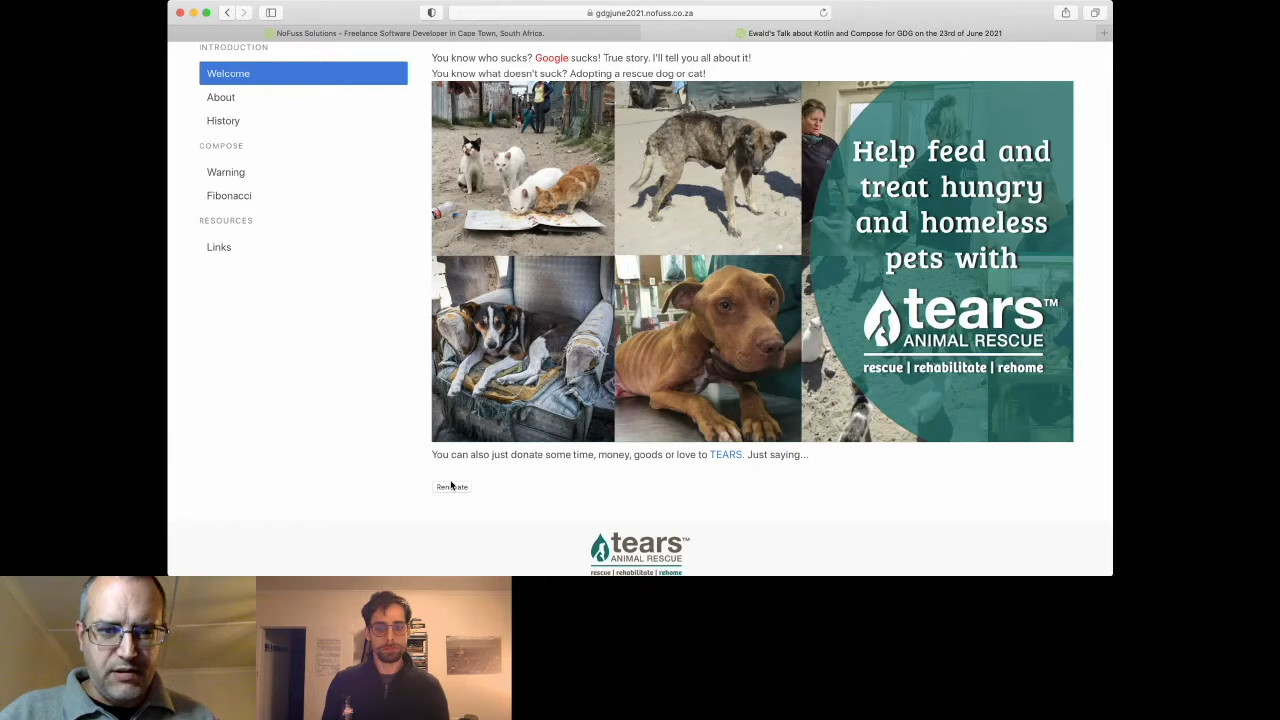 gdgjune2021.nofuss.co.za
NoFuss Solutions – Freelance Software Developer in Cape Town, South Africa.
Ewald's Talk about Kotlin and Compose for GDG on the 23rd of June 2021
INTRODUCTION
Welcome
About
History
COMPOSE
Warning
Fibonacci
RESOURCES
Links
You know who sucks? Google sucks! True story. I'll tell you all about it!
You know what doesn't suck? Adopting a rescue dog or cat!
Help feed and
treat hungry
and homeless
pets with
tears™
ANIMAL RESCUE
rescue | rehabilitate | rehome
You can also just donate some time, money, goods or love to TEARS. Just saying...
tears™
ANIMAL RESCUE
rescue | rehabilitate | rehome